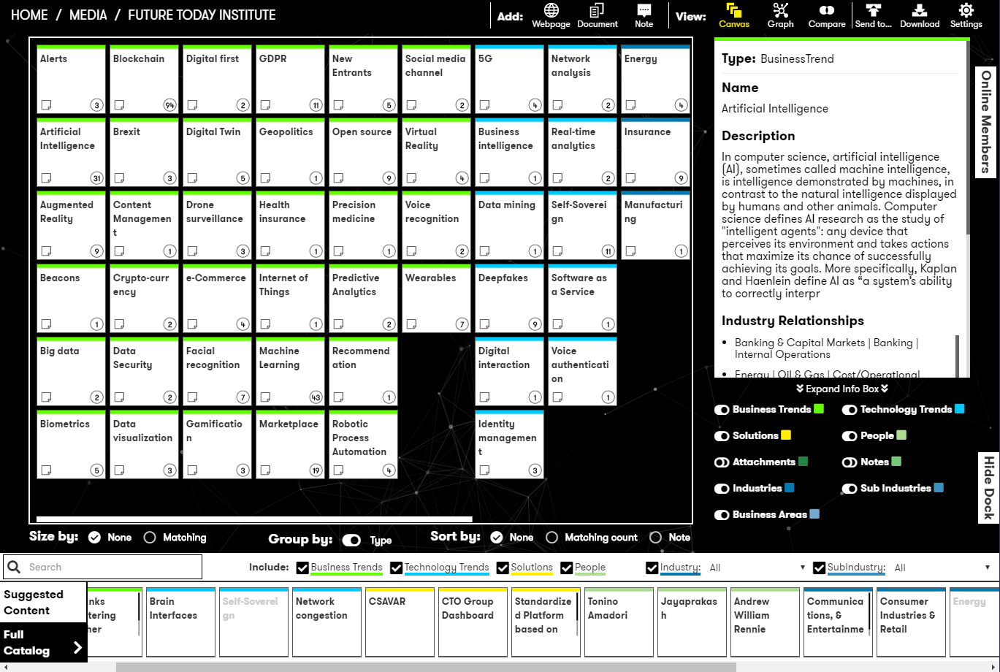 HOME / MEDIA / FUTURE TODAY INSTITUTE
Add:
Webpage
Document
Note
View:
Canvas
Graph
Compare
Send to...
Download
Settings
Alerts
3
Blockchain
94
Digital first
2
GDPR
11
New
Entrants
5
Social media
channel
2
5G
4
Network
analysis
2
Energy
4
Artificial
Intelligence
31
Brexit
3
Digital Twin
5
Geopolitics
1
Open source
9
Virtual
Reality
4
Business
intelligence
1
Real-time
analytics
2
Insurance
9
Augmented
Reality
9
Content
Managemen
t
1
Drone
surveillance
3
Health
insurance
1
Precision
medicine
1
Voice
recognition
2
Data mining
1
Self-Soverei
gn
11
Manufacturi
ng
1
Beacons
1
Crypto-curr
ency
2
e-Commerce
4
Internet of
Things
1
Predictive
Analytics
2
Wearables
7
Deepfakes
9
Software as
a Service
1
Big data
2
Data
Security
2
Facial
recognition
7
Machine
Learning
43
Recommend
ation
1
Digital
interaction
1
Voice
authenticati
on
1
Biometrics
5
Data
visualization
3
Gamificatio
n
3
Marketplace
19
Robotic
Process
Automation
4
Identity
managemen
t
3
Type: BusinessTrend
Name
Artificial Intelligence
Description
In computer science, artificial intelligence
(AI), sometimes called machine intelligence,
is intelligence demonstrated by machines, in
contrast to the natural intelligence displayed
by humans and other animals. Computer
science defines AI research as the study of
"intelligent agents": any device that
perceives its environment and takes actions
that maximize its chance of successfully
achieving its goals. More specifically, Kaplan
and Haenlein define AI as “a system’s ability
to correctly interpr
Industry Relationships
• Banking & Capital Markets | Banking |
Internal Operations
• Energy | Oil & Gas | Cost/Operational
Expand Info Box
Business Trends
Technology Trends
Solutions
People
Attachments
Notes
Industries
Sub Industries
Business Areas
Online Members
Hide Dock
Size by: None Matching
Group by: Type
Sort by: None Matching count Note
Search
Include: Business Trends Technology Trends Solutions People
Industry: All
SubIndustry: All
Suggested
Content
Full
Catalog
nks
tering
her
Brain
Interfaces
Self-Soverei
gn
Network
congestion
CSAVAR
CTO Group
Dashboard
Standardize
d Platform
based on
Tonino
Amadori
Jayaprakas
h
Andrew
William
Rennie
Communica
tions, &
Entertainme
Consumer
Industries &
Retail
Energy